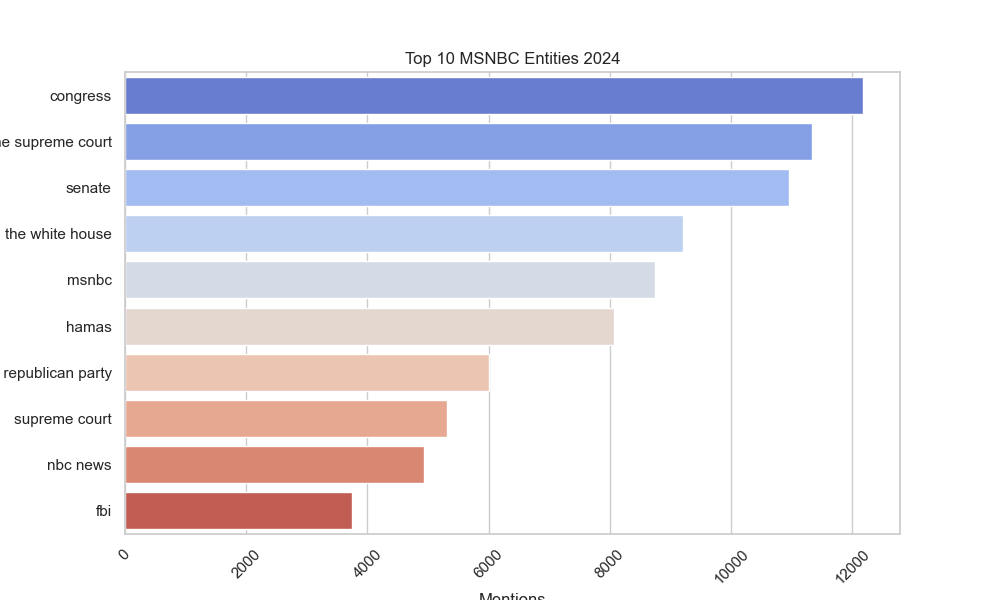 Top 10 MSNBC Entities 2024
congress
e supreme court
senate
the white house
msnbc
hamas
republican party
supreme court
nbc news
fbi
0
2000
4000
6000
8000
10000
12000
Mentions